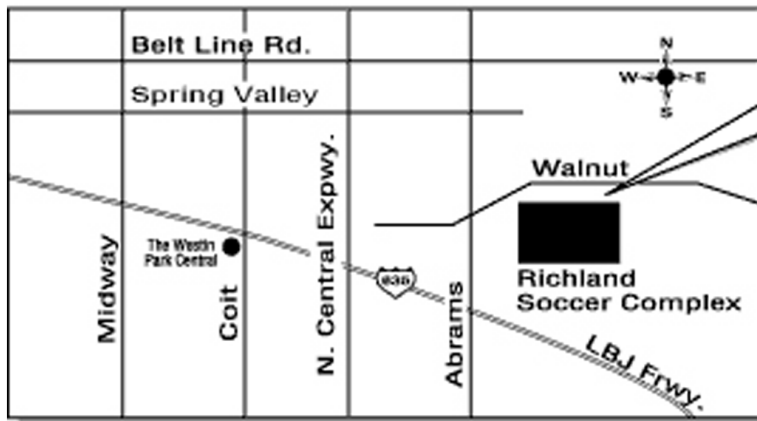 Belt Line Rd.
N
W E
S
Spring Valley
Walnut
The Westin
Park Central
Richland
Soccer Complex
635
Midway
Coit
N. Central Expwy.
Abrams
LBJ Frwy.